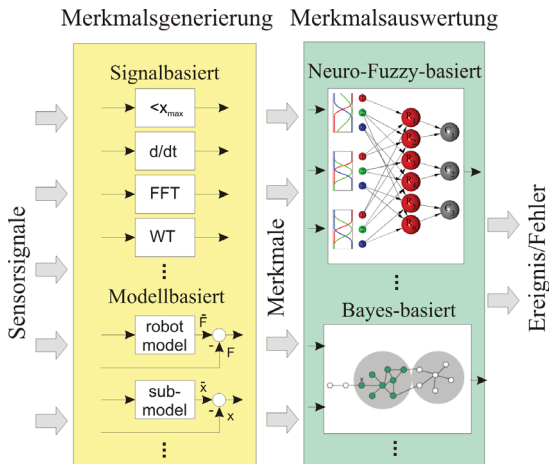 Merkmalsgenerierung
Merkmalsauswertung
Sensorsignale
Signalbasiert
<x_max
d/dt
FFT
WT
Modellbasiert
robot
model
F̄
-
F
sub-
model
x̄
-
x
Merkmale
Neuro-Fuzzy-basiert
Bayes-basiert
x
Ereignis/Fehler